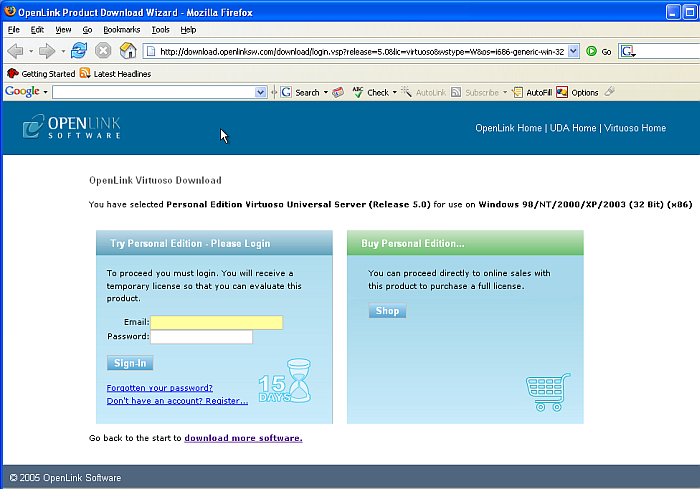 OpenLink Product Download Wizard - Mozilla Firefox
File Edit View Go Bookmarks Tools Help
http://download.openlinksw.com/download/login.vsp?release=5.0&lic=virtuoso&wstype=W&os=i686-generic-win-32 Go G
Getting Started Latest Headlines
Google G Search ABC Check AutoLink Subscribe AutoFill Options
OPENLINK
SOFTWARE
OpenLink Home | UDA Home | Virtuoso Home
OpenLink Virtuoso Download
You have selected Personal Edition Virtuoso Universal Server (Release 5.0) for use on Windows 98/NT/2000/XP/2003 (32 Bit) (x86)
Try Personal Edition - Please Login
To proceed you must login. You will receive a
temporary license so that you can evaluate this
product.
Email:
Password:
Sign-In
Forgotten your password?
Don't have an account? Register...
15
DAYS
Buy Personal Edition...
You can proceed directly to online sales with
this product to purchase a full license.
Shop
Go back to the start to download more software.
© 2005 OpenLink Software